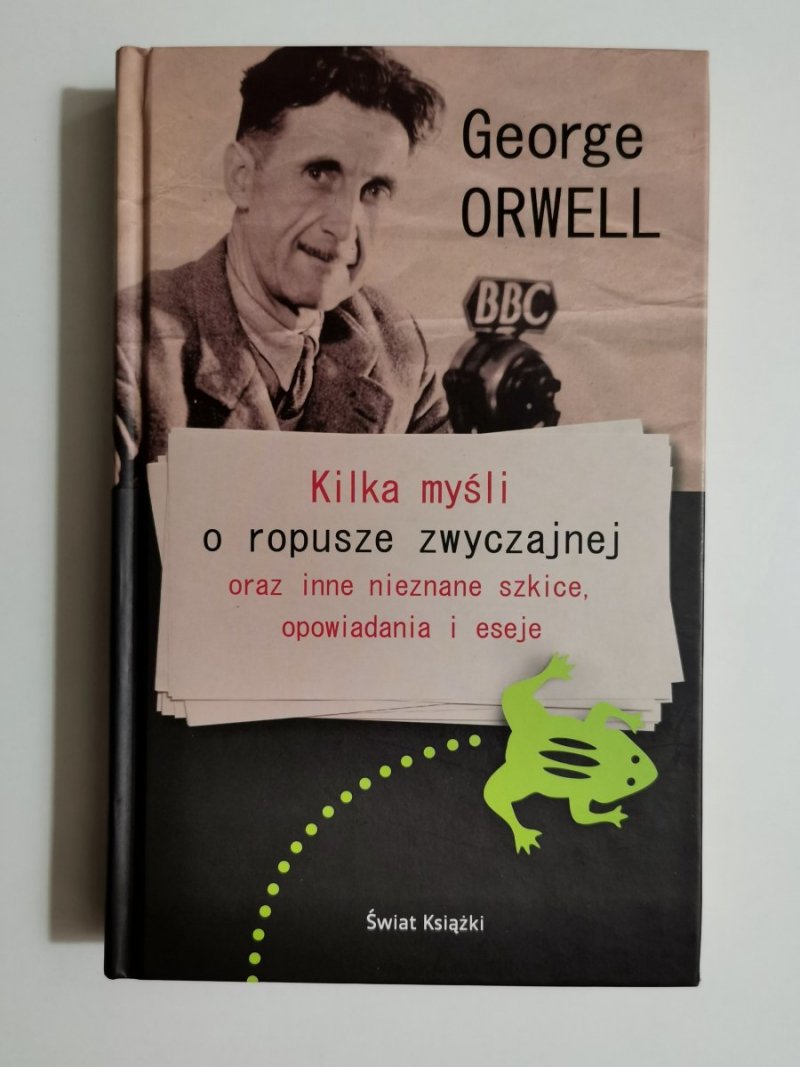 George
ORWELL
BBC
Kilka myśli
o ropusze zwyczajnej
oraz inne nieznane szkice,
opowiadania i eseje
Świat Książki